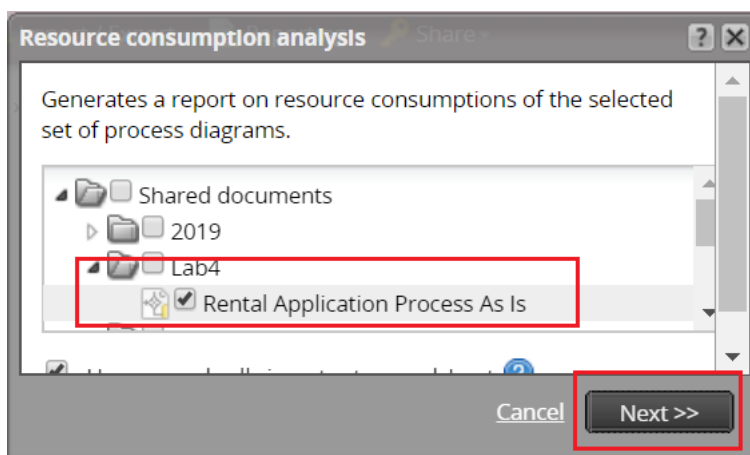 Resource consumption analysis
Share
Generates a report on resource consumptions of the selected
set of process diagrams.
Shared documents
2019
Lab4
Rental Application Process As Is
Cancel
Next >>